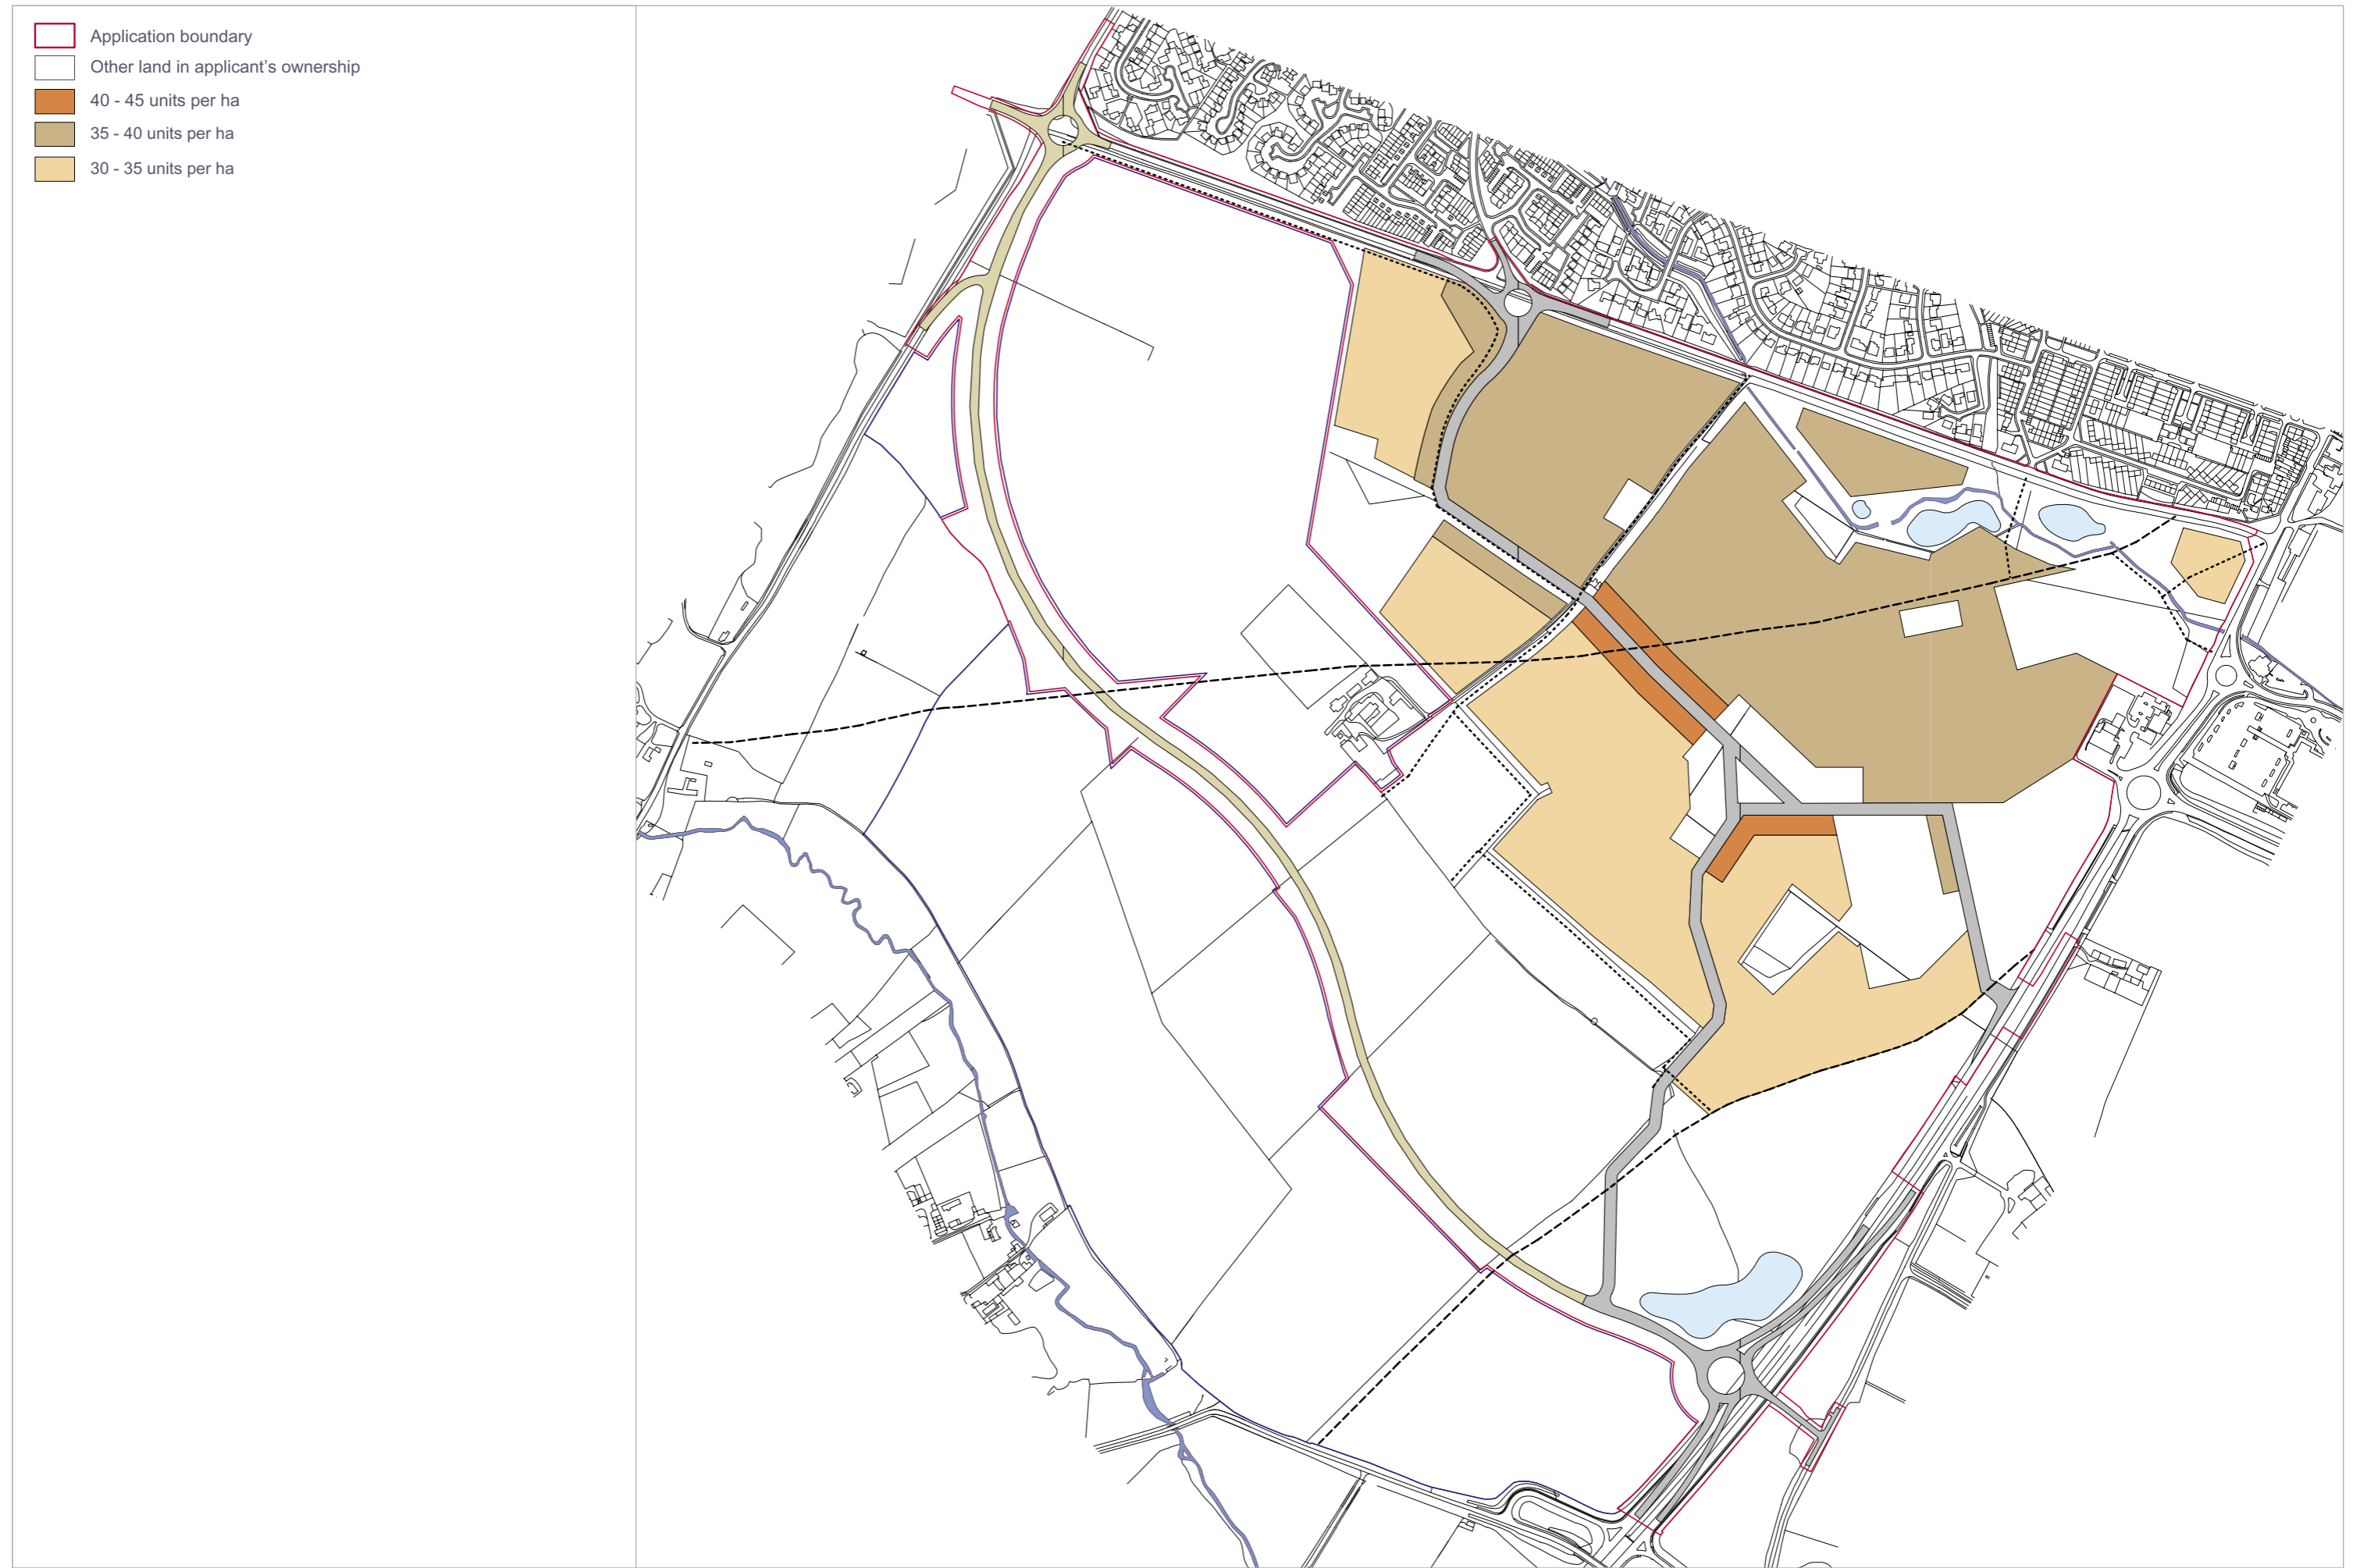 Application boundary
Other land in applicant's ownership
40 - 45 units per ha
35 - 40 units per ha
30 - 35 units per ha